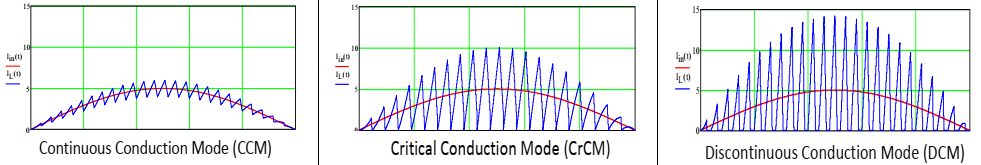 15
10
5
0
Iin(t)
IL(t)
Continuous Conduction Mode (CCM)
15
10
5
0
Iin(t)
IL(t)
Critical Conduction Mode (CrCM)
15
10
5
0
Iin(t)
IL(t)
Discontinuous Conduction Mode (DCM)